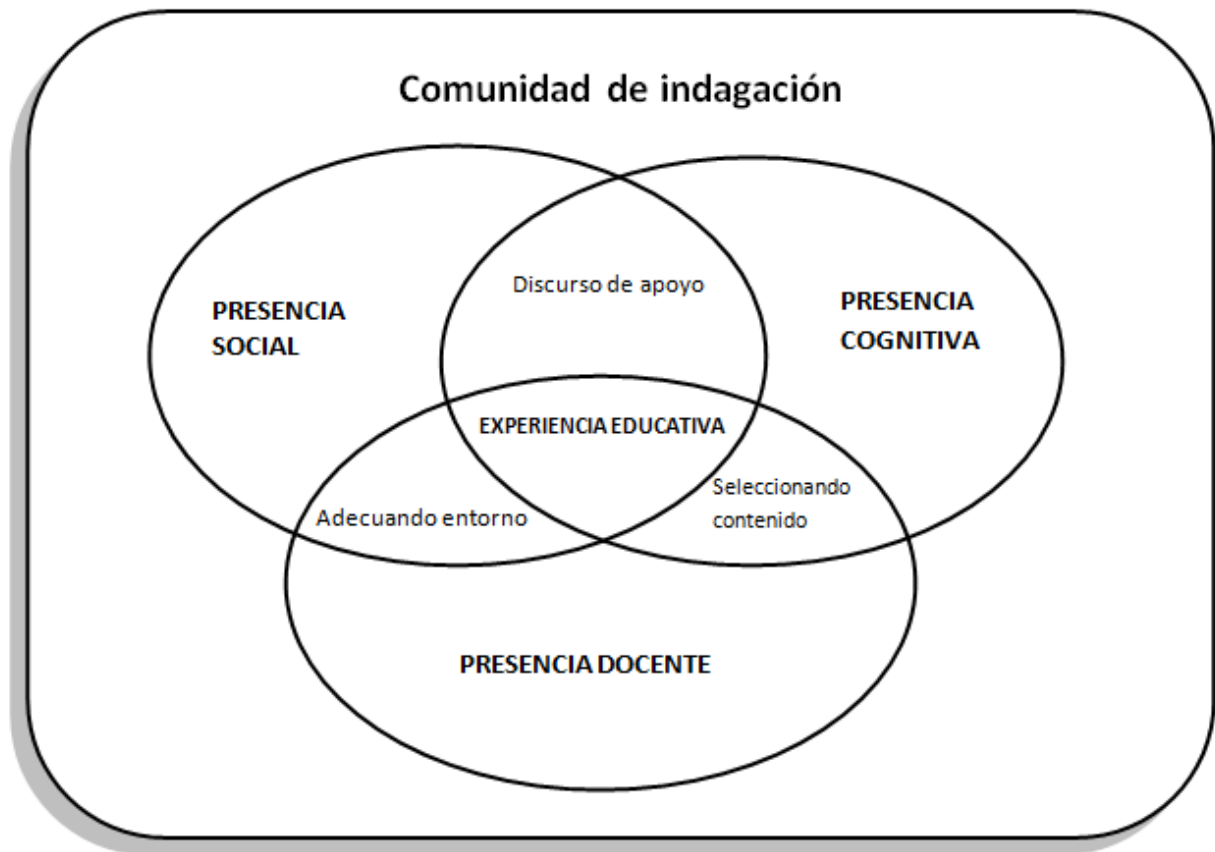 Comunidad de indagación
Discurso de apoyo
PRESENCIA
SOCIAL
PRESENCIA
COGNITIVA
EXPERIENCIA EDUCATIVA
Adecuando entorno
Seleccionando
contenido
PRESENCIA DOCENTE